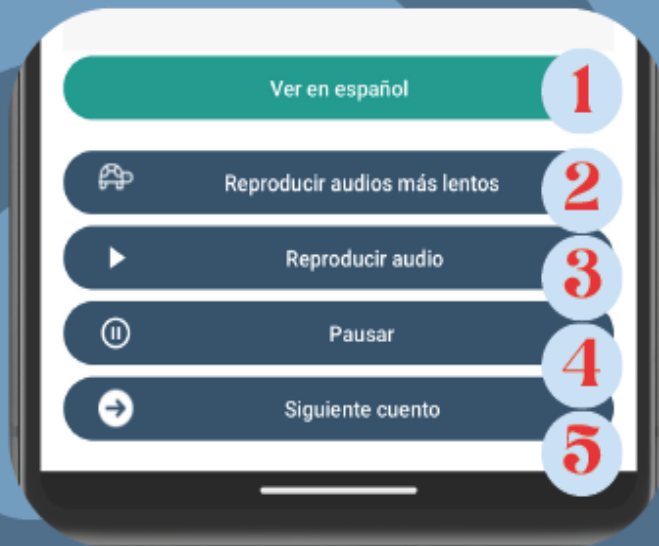 Ver en español 1
Reproducir audios más lentos 2
Reproducir audio 3
Pausar 4
Siguiente cuento 5